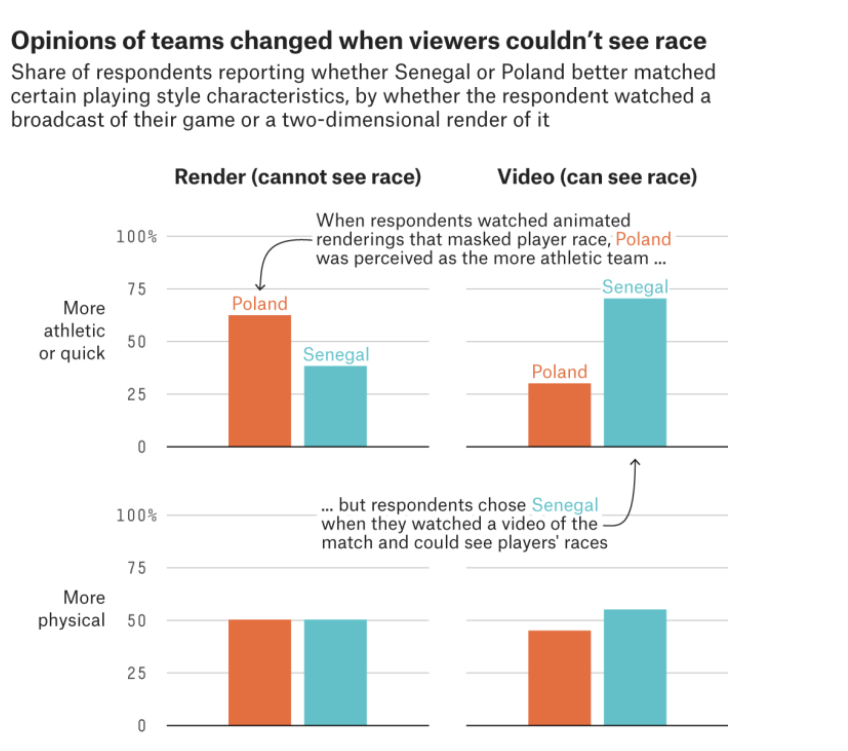 Opinions of teams changed when viewers couldn’t see race
Share of respondents reporting whether Senegal or Poland better matched
certain playing style characteristics, by whether the respondent watched a
broadcast of their game or a two-dimensional render of it
Render (cannot see race)
Video (can see race)
When respondents watched animated
renderings that masked player race, Poland
was perceived as the more athletic team ...
More
athletic
or quick
100%
75
50
25
0
Poland
Senegal
Poland
Senegal
... but respondents chose Senegal
when they watched a video of the
match and could see players' races
More
physical
100%
75
50
25
0